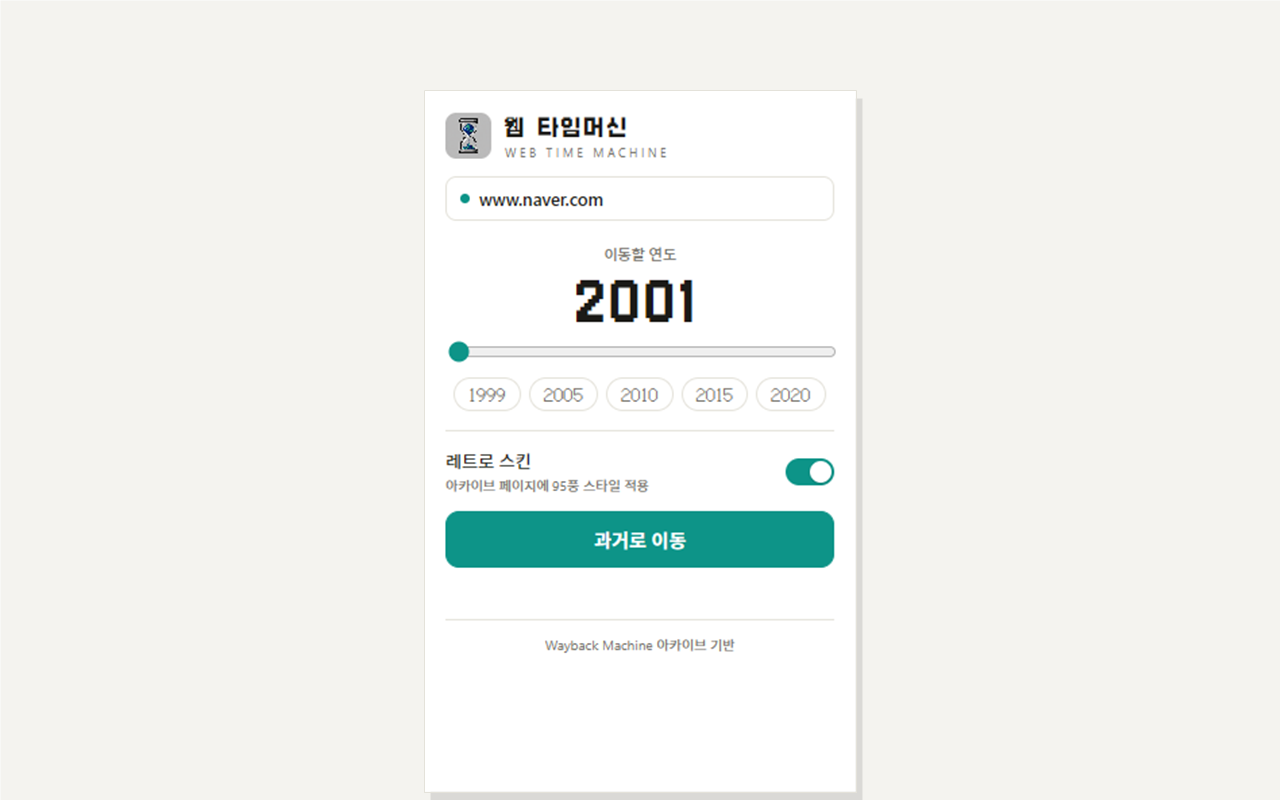 웹 타임머신
WEB TIME MACHINE
www.naver.com
이동할 연도
2001
1999 2005 2010 2015 2020
레트로 스킨
아카이브 페이지에 95풍 스타일 적용
과거로 이동
Wayback Machine 아카이브 기반